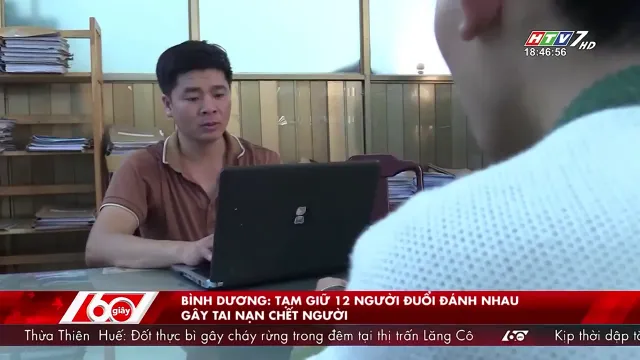 HTV7 HD
18:46:56
60 giây
BÌNH DƯƠNG: TẠM GIỮ 12 NGƯỜI ĐUỔI ĐÁNH NHAU
GÂY TAI NẠN CHẾT NGƯỜI
Thừa Thiên Huế: Đốt thực bì gây cháy rừng trong đêm tại thị trấn Lăng Cô 60s Kịp thời dập t